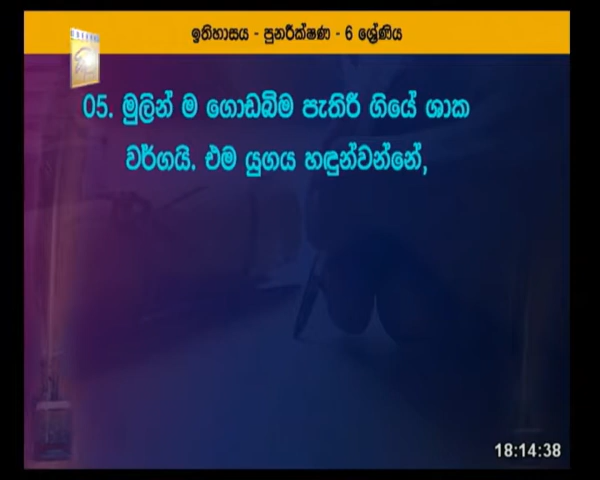 ඉතිහාසය - පුනරීක්ෂණ - 6 ශ්‍රේණිය
05. මුලින් ම ගොඩබිම පැතිරී ගියේ ශාක
වර්ගයි. එම යුගය හඳුන්වන්නේ,
18:14:38